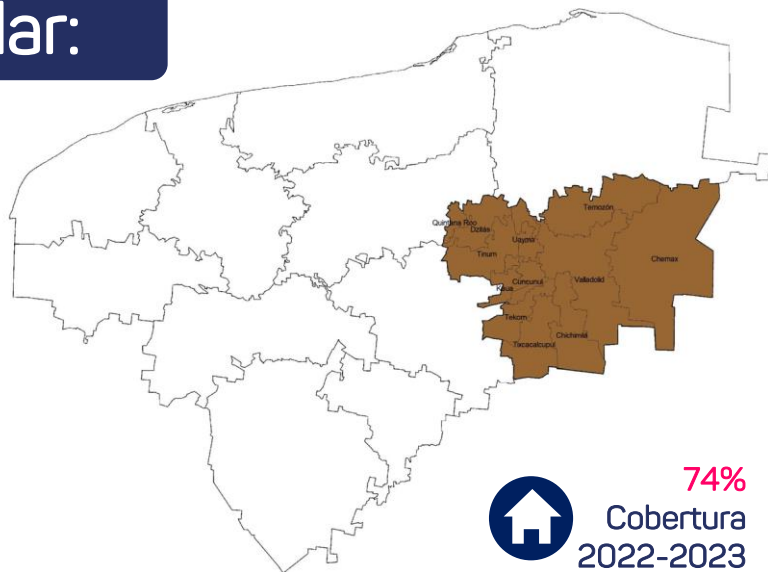 lar:
Temozón
Quintana Roo
Dzitás
Uayma
Tinum
Chemax
Valladolid
Cuncunul
Kaua
Tekom
Chichimilá
Tixcacalcupul
74%
Cobertura
2022-2023